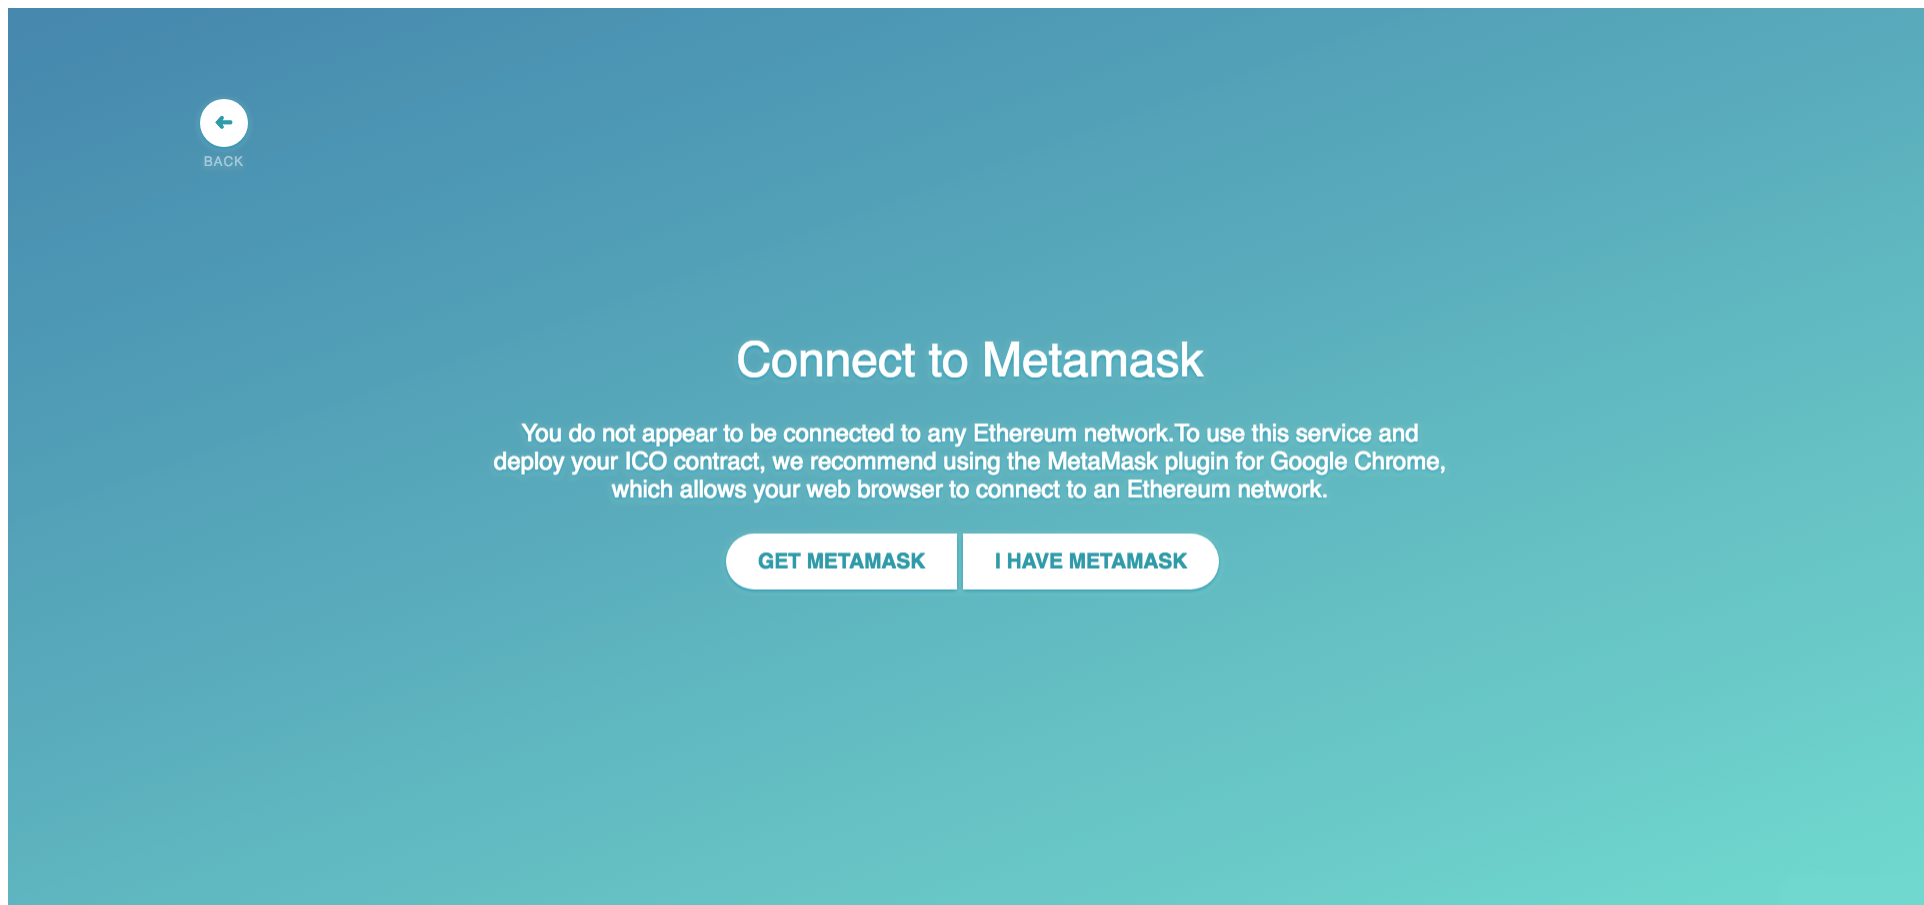 BACK
Connect to Metamask
You do not appear to be connected to any Ethereum network.To use this service and
deploy your ICO contract, we recommend using the MetaMask plugin for Google Chrome,
which allows your web browser to connect to an Ethereum network.
GET METAMASK
I HAVE METAMASK